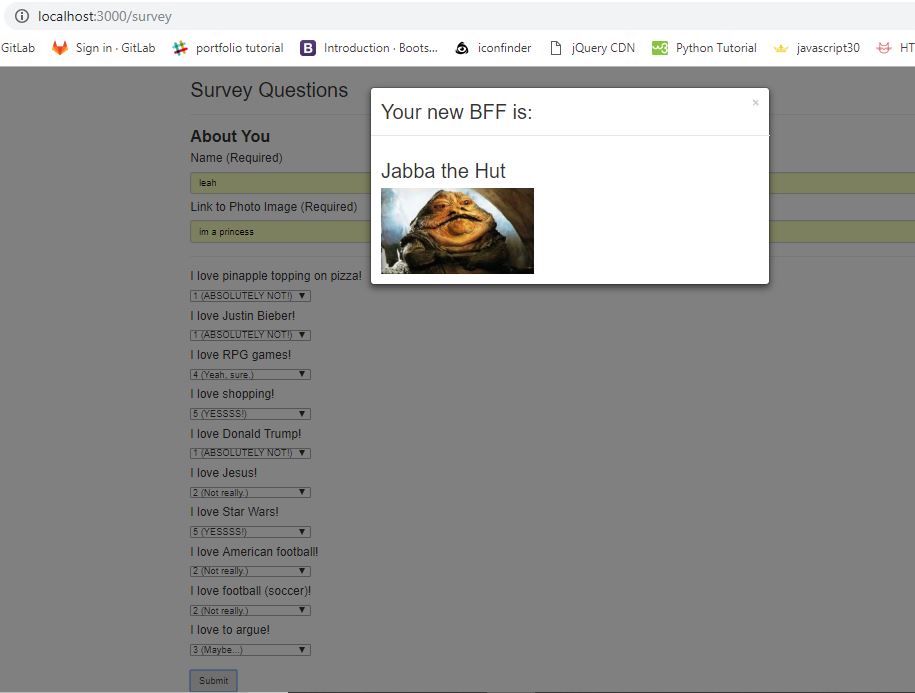 localhost:3000/survey
GitLab Sign in · GitLab portfolio tutorial B Introduction · Boots... iconfinder jQuery CDN w3 Python Tutorial javascript30 HT
Survey Questions
Your new BFF is: ×
About You
Name (Required)
leah
Link to Photo Image (Required)
im a princess
Jabba the Hut
I love pinapple topping on pizza!
1 (ABSOLUTELY NOT!) ▼
I love Justin Bieber!
1 (ABSOLUTELY NOT!) ▼
I love RPG games!
4 (Yeah, sure.) ▼
I love shopping!
5 (YESSSS!) ▼
I love Donald Trump!
1 (ABSOLUTELY NOT!) ▼
I love Jesus!
2 (Not really.) ▼
I love Star Wars!
5 (YESSSS!) ▼
I love American football!
2 (Not really.) ▼
I love football (soccer)!
2 (Not really.) ▼
I love to argue!
3 (Maybe...) ▼
Submit